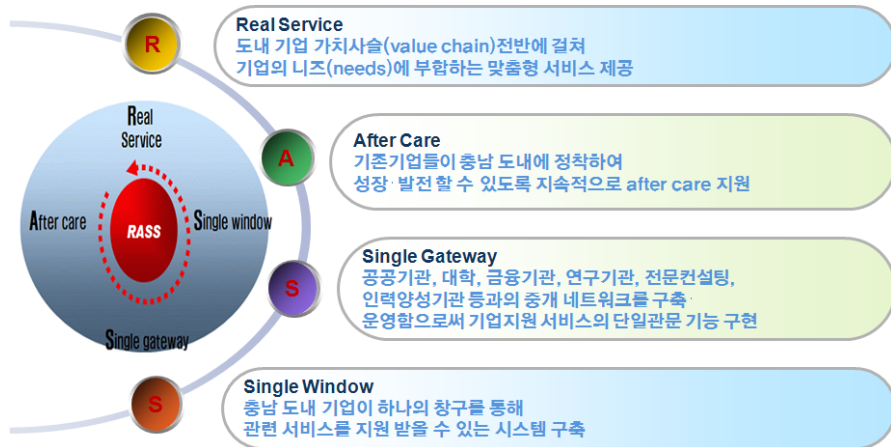 Real
Service
After care
RASS
Single window
Single gateway
R
Real Service
도내 기업 가치사슬(value chain)전반에 걸쳐
기업의 니즈(needs)에 부합하는 맞춤형 서비스 제공
A
After Care
기존기업들이 충남 도내에 정착하여
성장· 발전 할 수 있도록 지속적으로 after care 지원
S
Single Gateway
공공기관, 대학, 금융기관, 연구기관, 전문컨설팅,
인력양성기관 등과의 중개 네트워크를 구축·
운영함으로써 기업지원 서비스의 단일관문 기능 구현
S
Single Window
충남 도내 기업이 하나의 창구를 통해
관련 서비스를 지원 받을 수 있는 시스템 구축